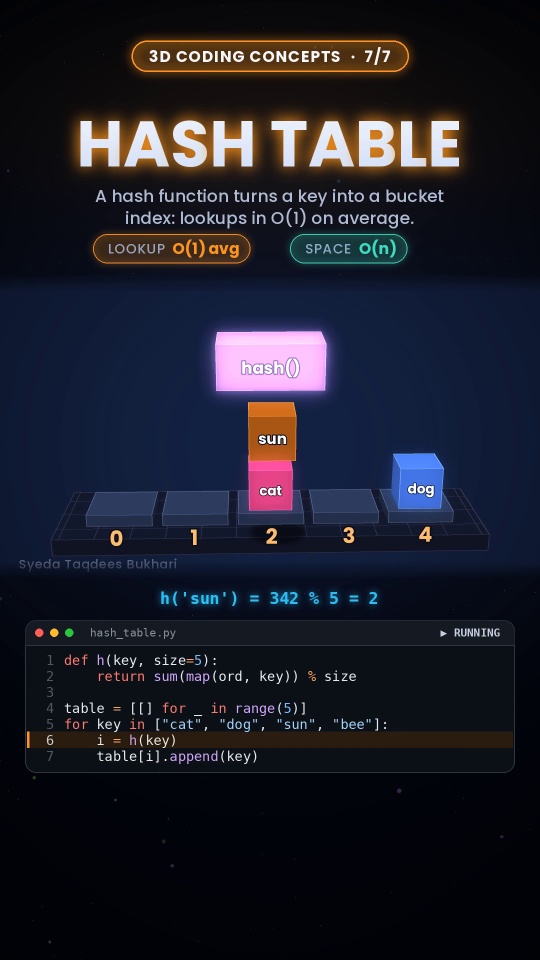 3D CODING CONCEPTS · 7/7
HASH TABLE
A hash function turns a key into a bucket
index: lookups in O(1) on average.
LOOKUP O(1) avg
SPACE O(n)
hash()
sun
cat
dog
0 1 2 3 4
Syeda Taqdees Bukhari
h('sun') = 342 % 5 = 2
hash_table.py
▶ RUNNING
1 def h(key, size=5):
2     return sum(map(ord, key)) % size
3
4 table = [[] for _ in range(5)]
5 for key in ["cat", "dog", "sun", "bee"]:
6     i = h(key)
7     table[i].append(key)